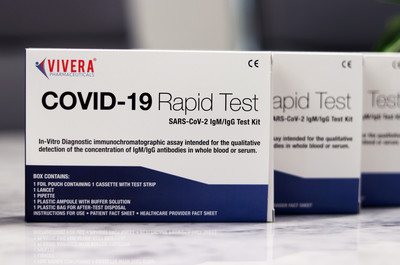 VIVERA®
PHARMACEUTICALS
CE
COVID-19 Rapid Test
SARS-CoV-2 IgM/IgG Test Kit
In-Vitro Diagnostic immunochromatographic assay intended for the qualitative
detection of the concentration of IgM/IgG antibodies in whole blood or serum.
BOX CONTAINS:
1 FOIL POUCH CONTAINING 1 CASSETTE WITH TEST STRIP
1 LANCET
1 PIPETTE
1 PLASTIC AMPOULE WITH BUFFER SOLUTION
1 PLASTIC BAG FOR AFTER-TEST DISPOSAL
INSTRUCTIONS FOR USE • PATIENT FACT SHEET • HEALTHCARE PROVIDER FACT SHEET
CE
apid Test
SARS-CoV-2 IgM/IgG Test Kit
ay intended for the qualitative
ntibodies in whole blood or serum.
SHEET
apid